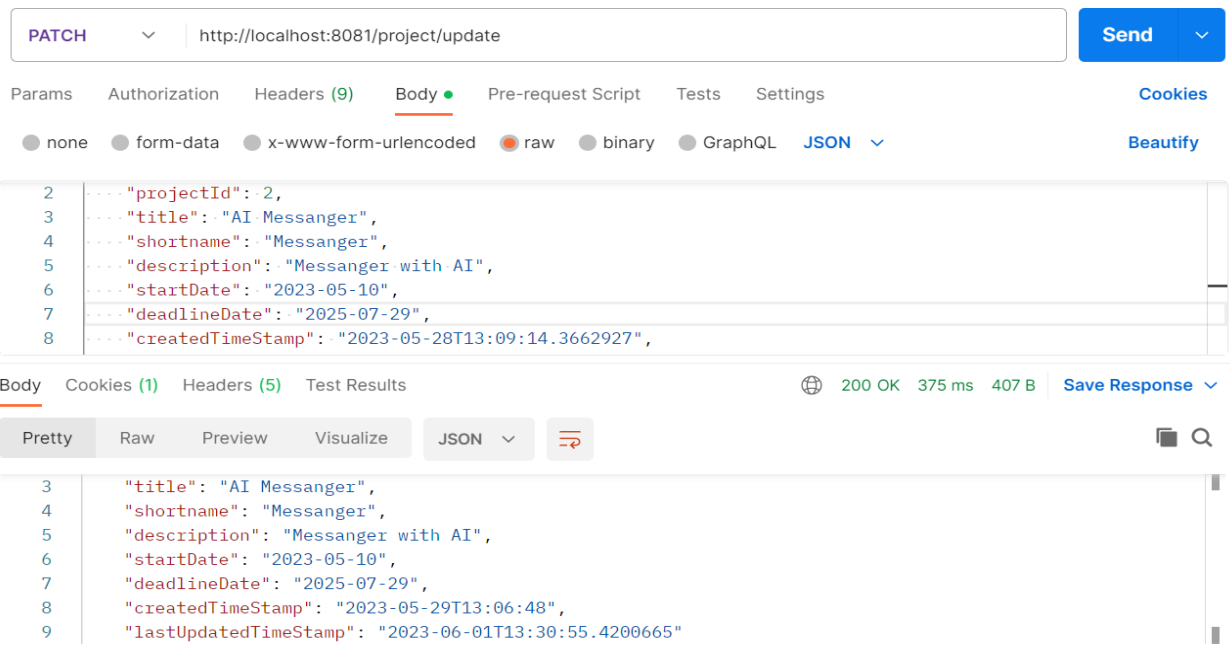 PATCH http://localhost:8081/project/update Send
Params Authorization Headers (9) Body Pre-request Script Tests Settings Cookies
none form-data x-www-form-urlencoded raw binary GraphQL JSON Beautify
2 "projectId": 2,
3 "title": "AI Messanger",
4 "shortname": "Messanger",
5 "description": "Messanger with AI",
6 "startDate": "2023-05-10",
7 "deadlineDate": "2025-07-29",
8 "createdTimeStamp": "2023-05-28T13:09:14.3662927",
Body Cookies (1) Headers (5) Test Results 200 OK 375 ms 407 B Save Response
Pretty Raw Preview Visualize JSON
3 "title": "AI Messanger",
4 "shortname": "Messanger",
5 "description": "Messanger with AI",
6 "startDate": "2023-05-10",
7 "deadlineDate": "2025-07-29",
8 "createdTimeStamp": "2023-05-29T13:06:48",
9 "lastUpdatedTimeStamp": "2023-06-01T13:30:55.4200665"